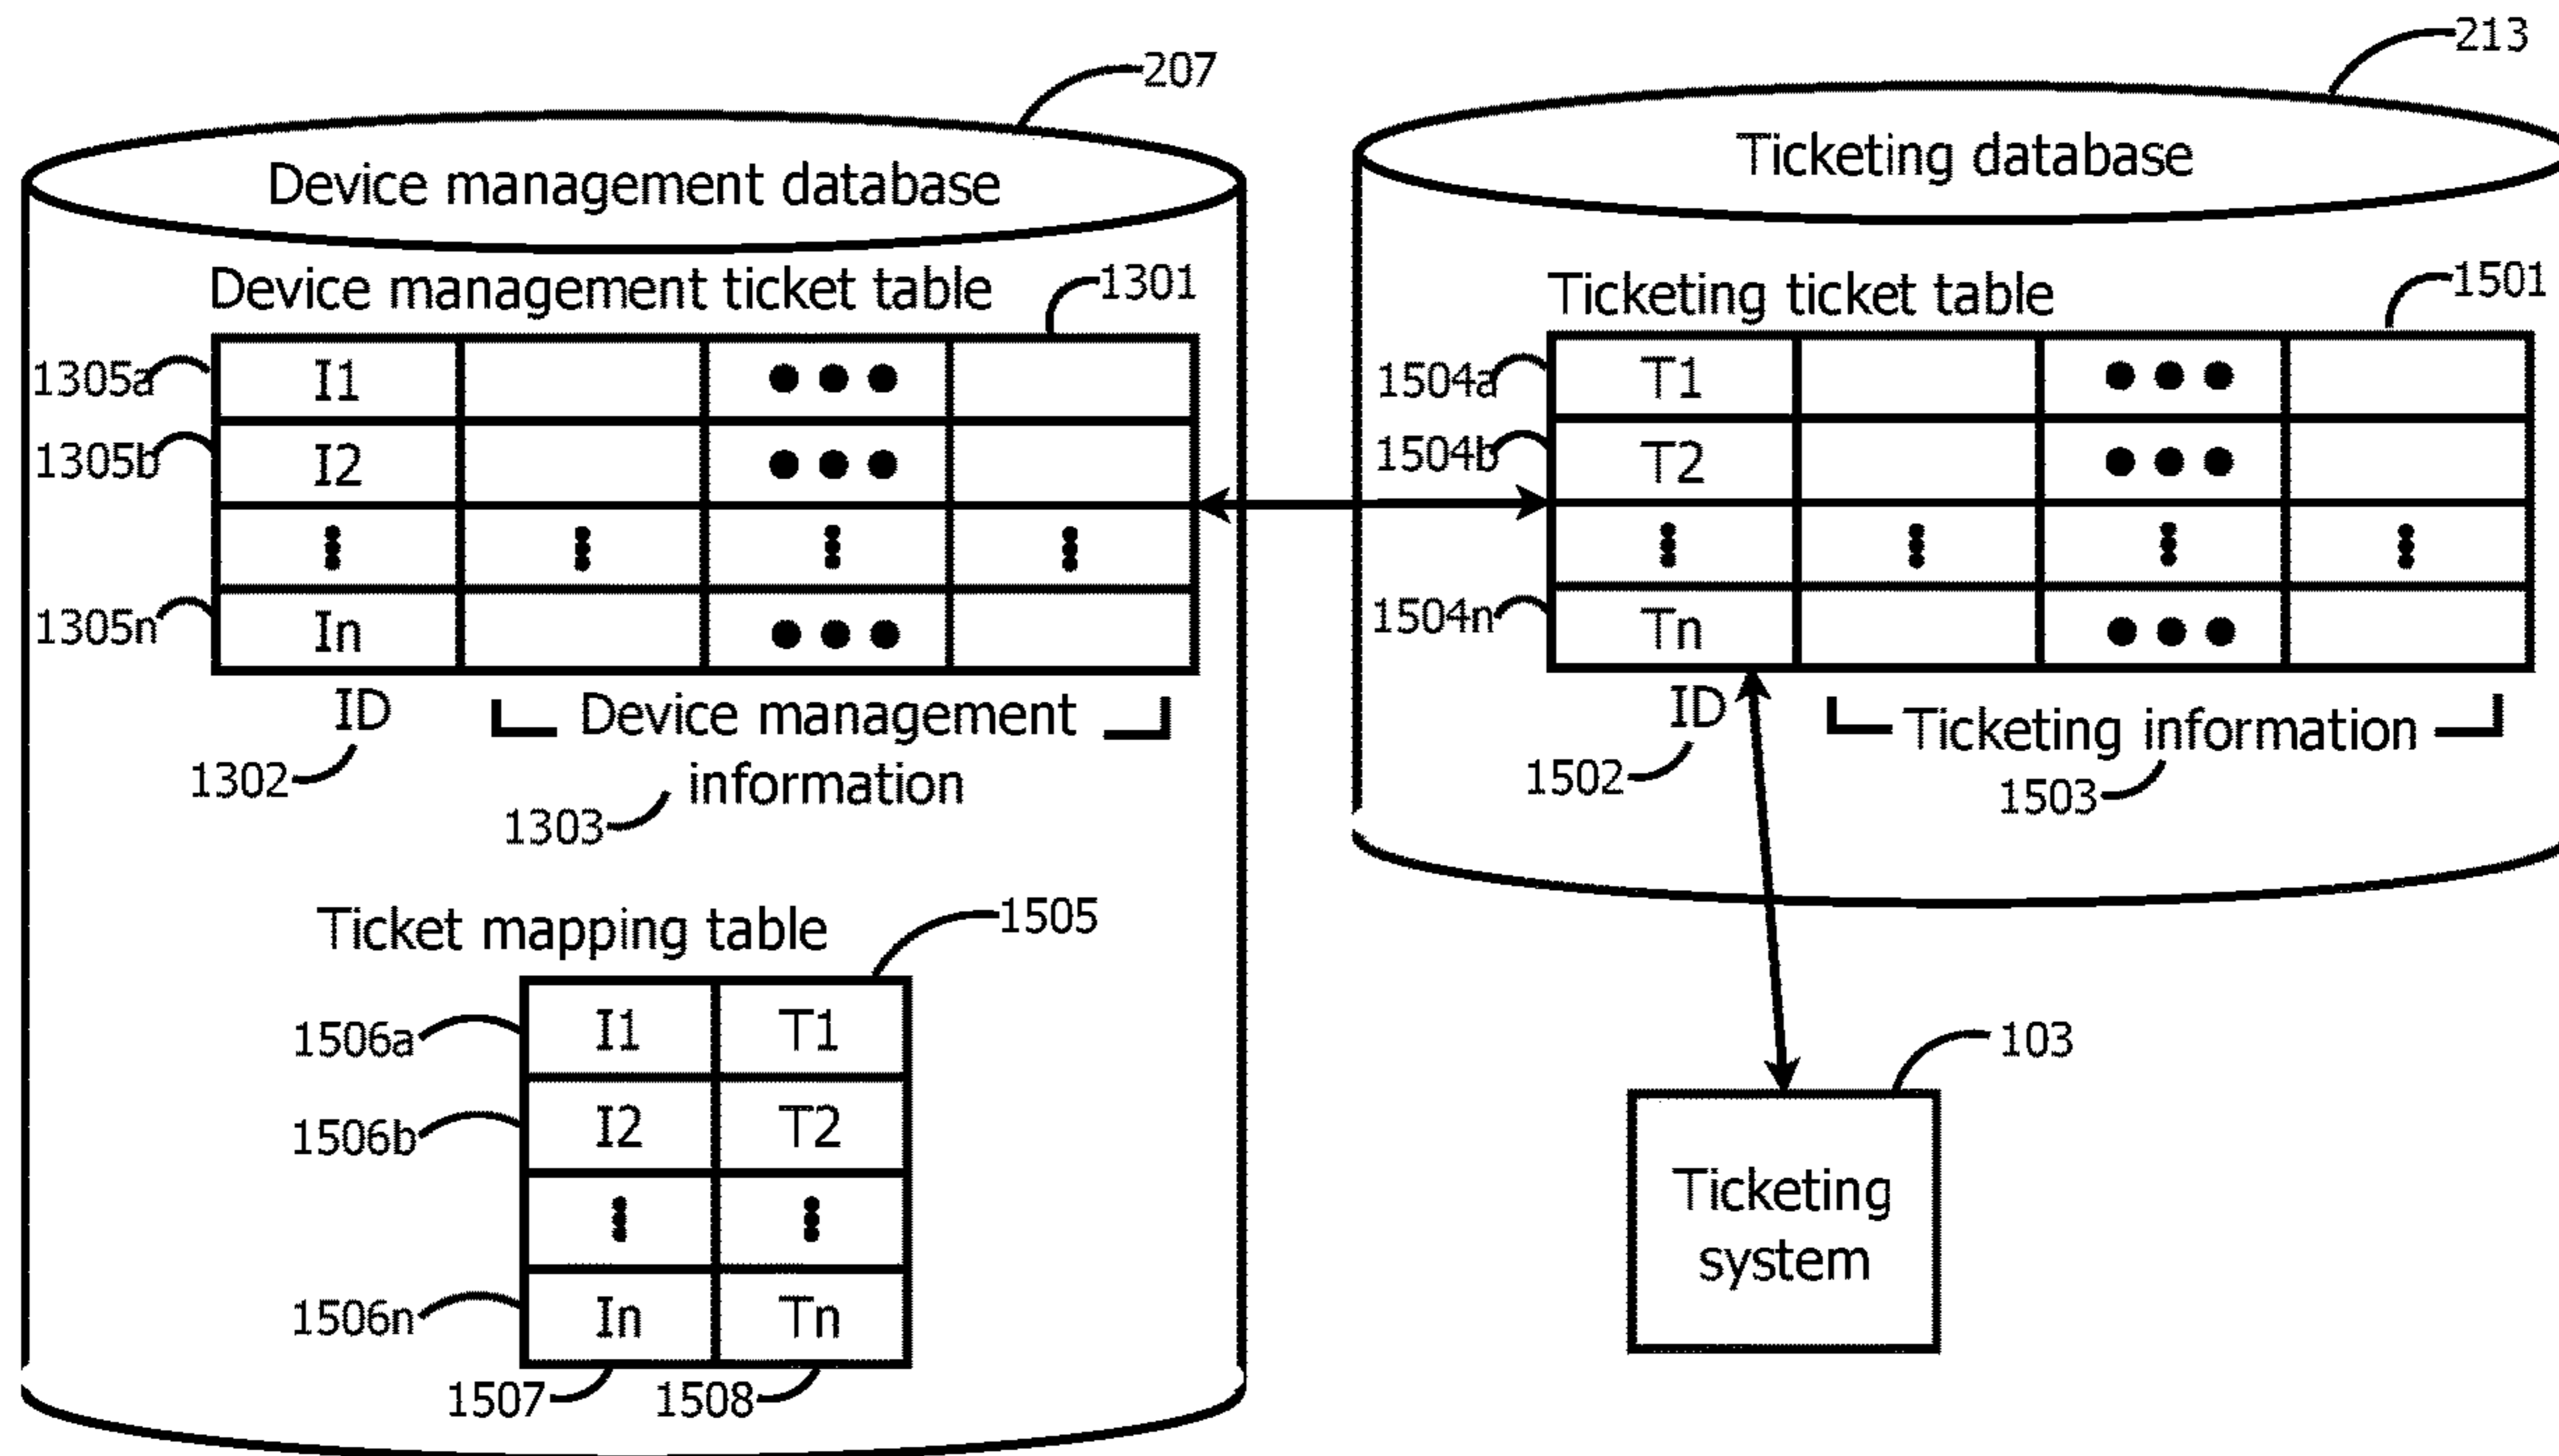 207
213
Device management database
Ticketing database
Device management ticket table
1301
Ticketing ticket table
1501
1305a
I1
1305b
I2
1305n
In
ID
1302
Device management
information
1303
1504a
T1
1504b
T2
1504n
Tn
ID
1502
Ticketing information
1503
Ticket mapping table
1505
1506a
I1 T1
1506b
I2 T2
1506n
In Tn
1507
1508
103
Ticketing
system